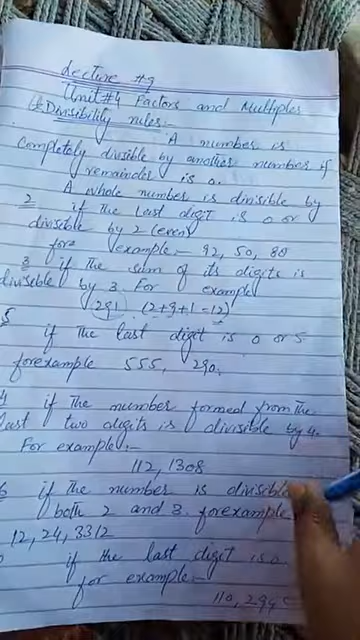 Lecture #9
Unit#4 Factors and Multiples
Divisibility rules:-
A number is
completely divisible by another number if
remainder is 0.
A whole number is divisible by
2 if the last digit is 0 or
divisible by 2 (even)
for example - 92, 50, 80
3 if the sum of its digits is
divisible by 3. For example
291 (2+9+1=12)
5
if the last digit is 0 or 5
forexample 555, 290.
4 if the number formed from the
last two digits is divisible by 4.
For example:-
112, 1308
6 if the number is divisible
both 2 and 3. forexample
12, 24, 3312
if the last digit is 0.
for example:-
110,